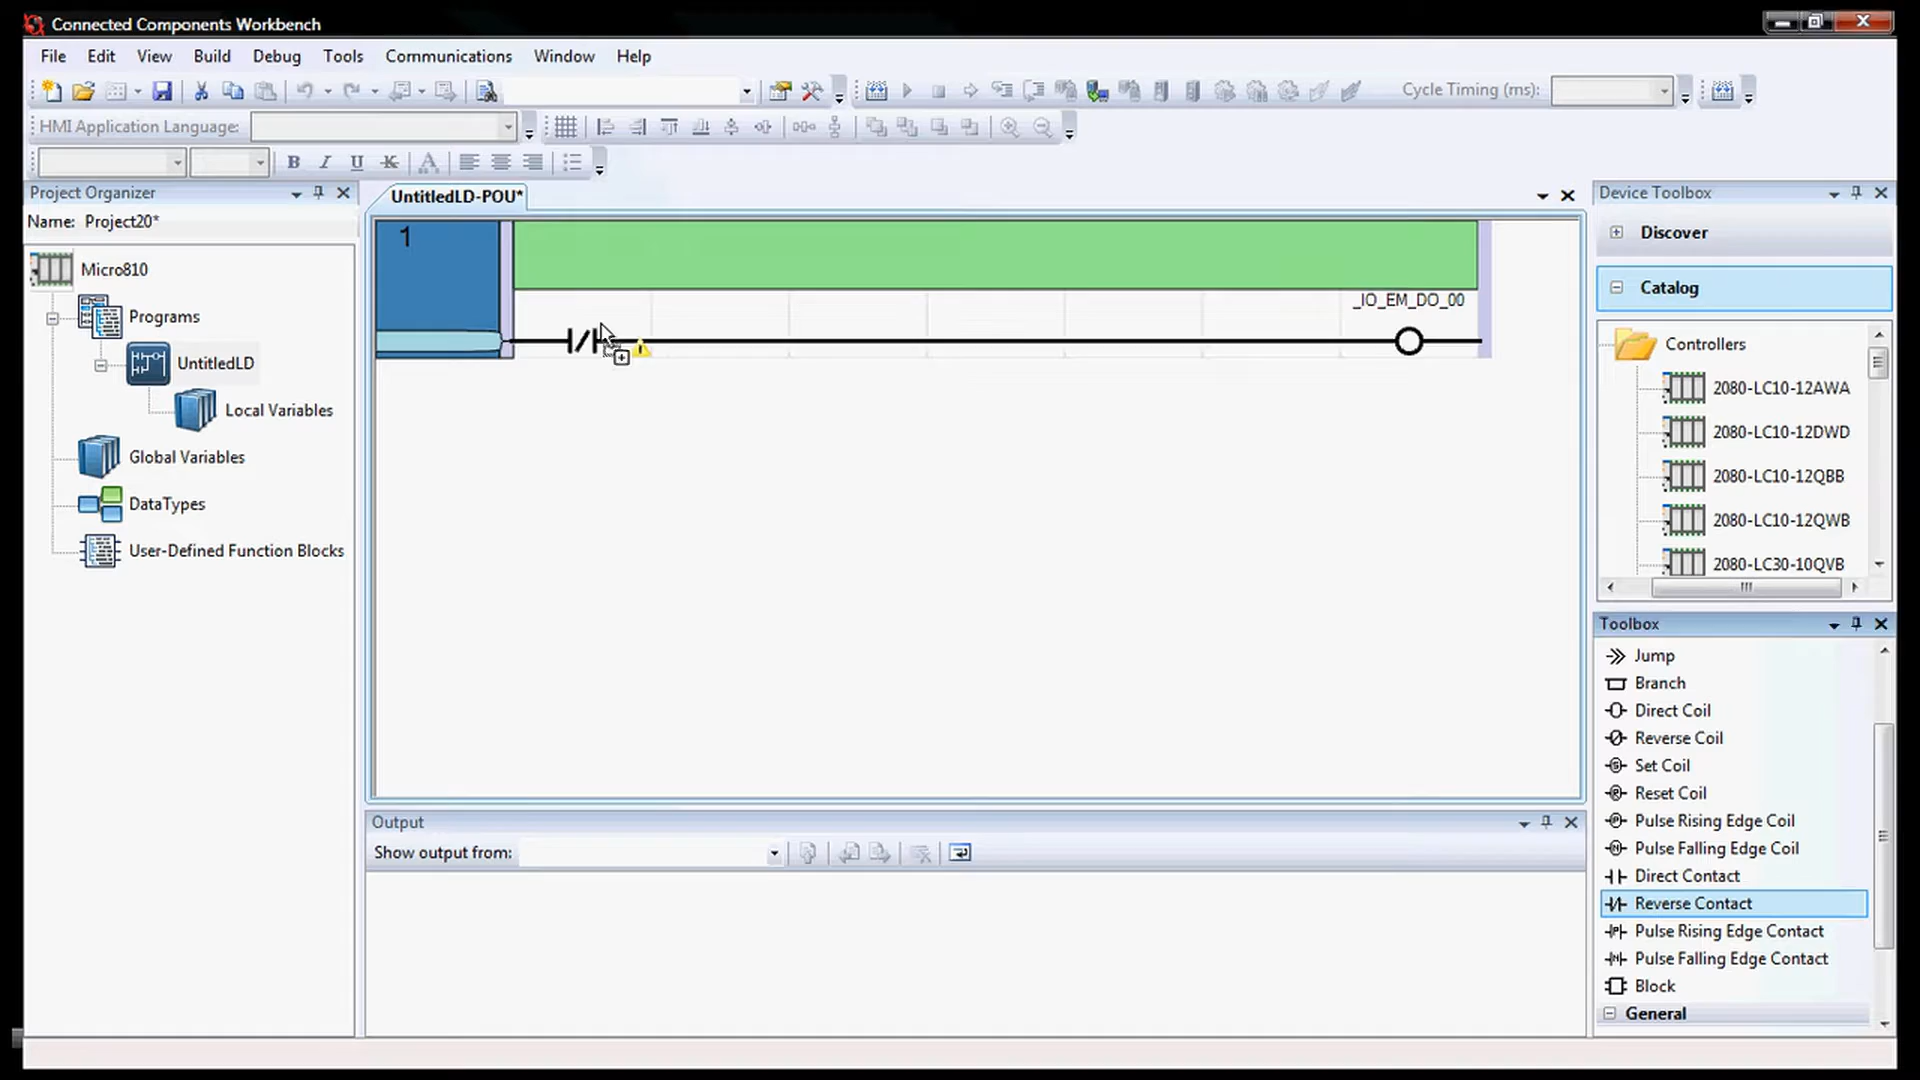 Connected Components Workbench
File Edit View Build Debug Tools Communications Window Help
Cycle Timing (ms):
HMI Application Language:
B I U
Project Organizer
Name: Project20*
Micro810
Programs
UntitledLD
Local Variables
Global Variables
DataTypes
User-Defined Function Blocks
UntitledLD-POU*
1
_IO_EM_DO_00
Output
Show output from:
Device Toolbox
Discover
Catalog
Controllers
2080-LC10-12AWA
2080-LC10-12DWD
2080-LC10-12QBB
2080-LC10-12QWB
2080-LC30-10QVB
Toolbox
Jump
Branch
Direct Coil
Reverse Coil
Set Coil
Reset Coil
Pulse Rising Edge Coil
Pulse Falling Edge Coil
Direct Contact
Reverse Contact
Pulse Rising Edge Contact
Pulse Falling Edge Contact
Block
General